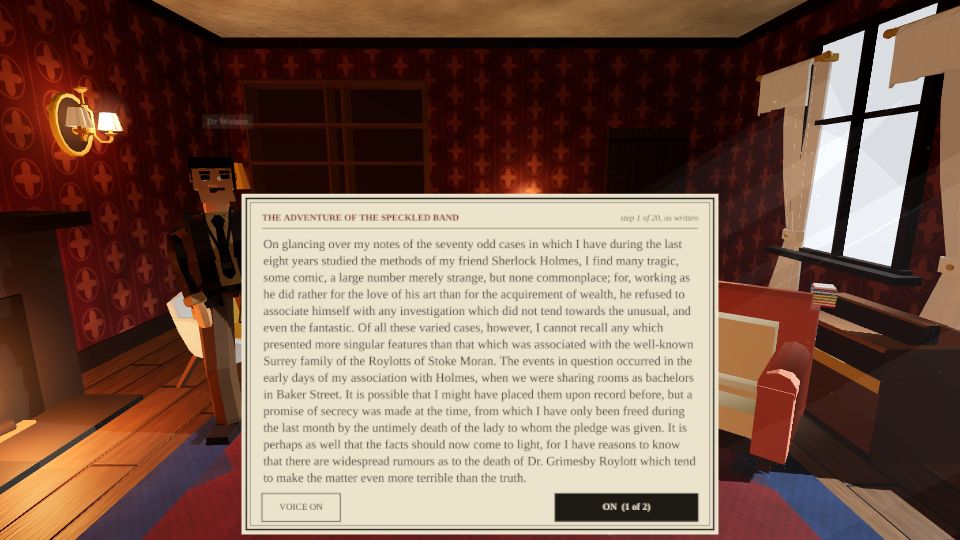 Dr Watson
THE ADVENTURE OF THE SPECKLED BAND
step 1 of 20, as written
On glancing over my notes of the seventy odd cases in which I have during the last
eight years studied the methods of my friend Sherlock Holmes, I find many tragic,
some comic, a large number merely strange, but none commonplace; for, working as
he did rather for the love of his art than for the acquirement of wealth, he refused to
associate himself with any investigation which did not tend towards the unusual, and
even the fantastic. Of all these varied cases, however, I cannot recall any which
presented more singular features than that which was associated with the well-known
Surrey family of the Roylotts of Stoke Moran. The events in question occurred in the
early days of my association with Holmes, when we were sharing rooms as bachelors
in Baker Street. It is possible that I might have placed them upon record before, but a
promise of secrecy was made at the time, from which I have only been freed during
the last month by the untimely death of the lady to whom the pledge was given. It is
perhaps as well that the facts should now come to light, for I have reasons to know
that there are widespread rumours as to the death of Dr. Grimesby Roylott which tend
to make the matter even more terrible than the truth.
VOICE ON
ON (1 of 2)